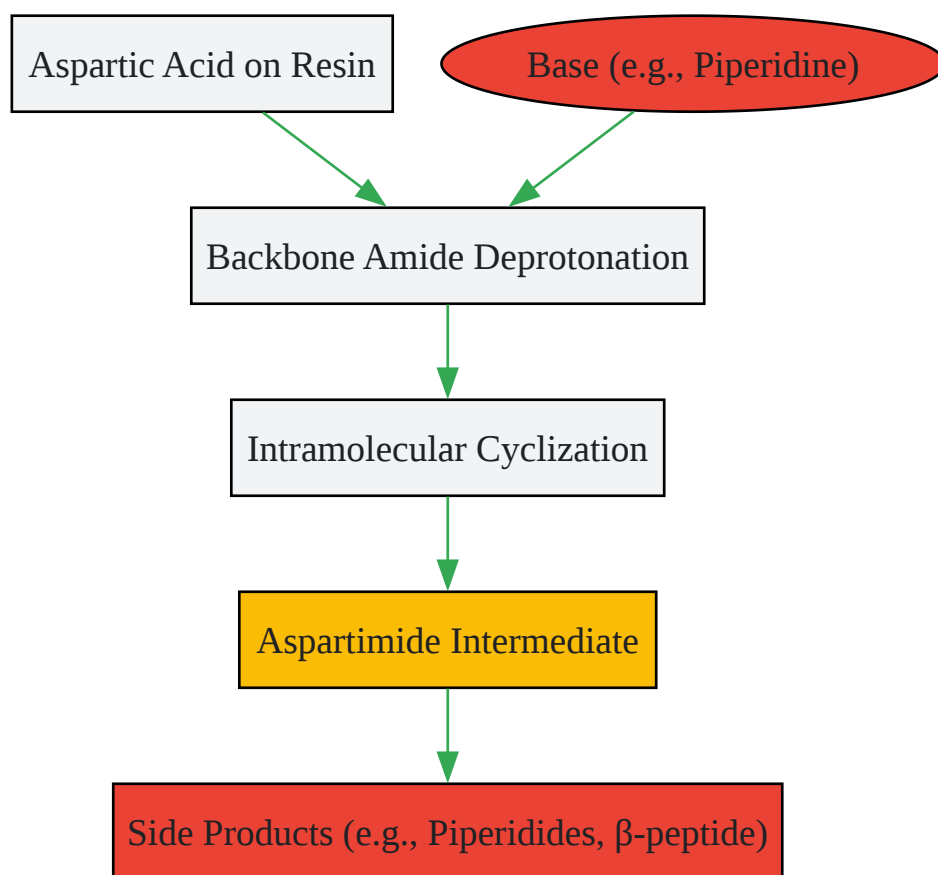 Aspartic Acid on Resin
Base (e.g., Piperidine)
Backbone Amide Deprotonation
Intramolecular Cyclization
Aspartimide Intermediate
Side Products (e.g., Piperidides, β-peptide)